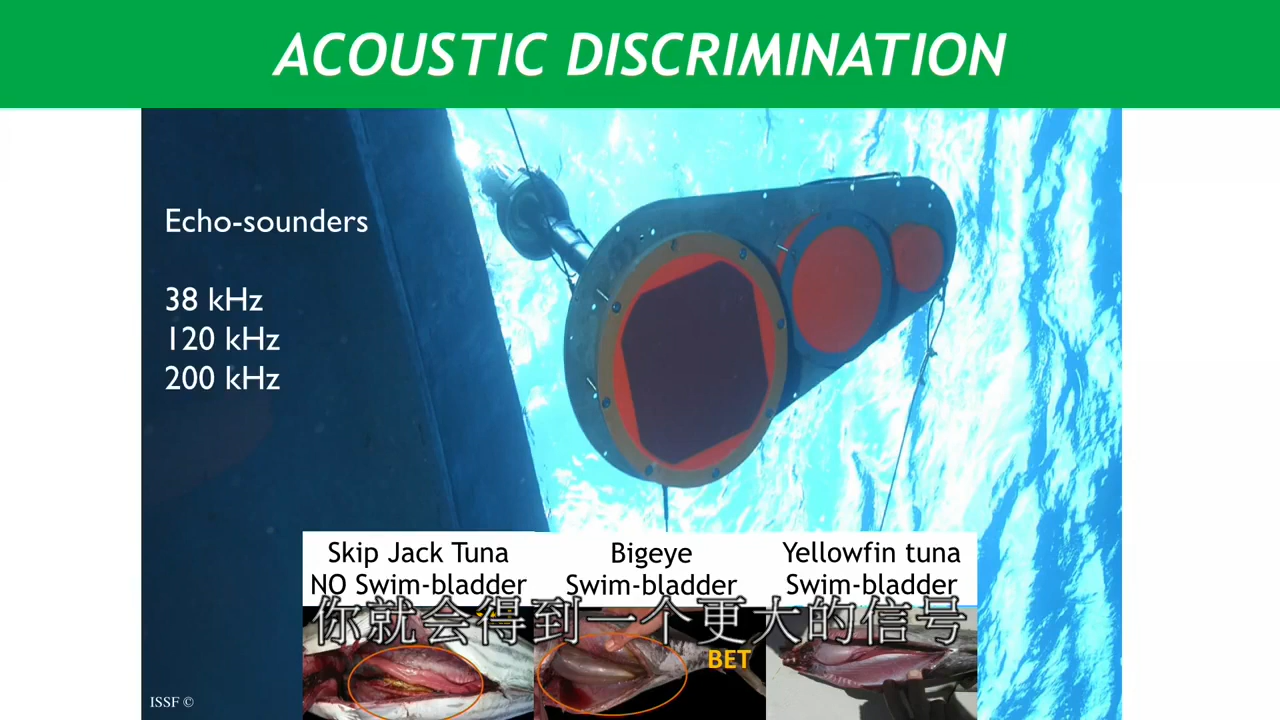 ACOUSTIC DISCRIMINATION
Echo-sounders
38 kHz
120 kHz
200 kHz
Skip Jack Tuna
NO Swim-bladder
Bigeye
Swim-bladder
Yellowfin tuna
Swim-bladder
你就会得到一个更大的信号
BET
ISSF ©